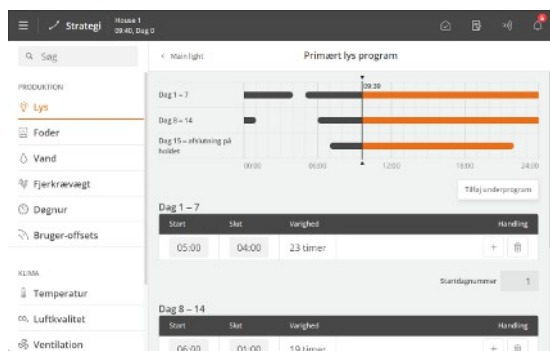 Strategi
House 1
09:40, Dag 0
Søg
Main light
Primært lys program
PRODUKTION
Lys
Foder
Vand
Fjerkrævægt
Døgnur
Bruger-offsets
KLIMA
Temperatur
Luftkvalitet
Ventilation
09:39
Dag 1 – 7
Dag 8 – 14
Dag 15 – afslutning på
holdet
00:00 06:00 12:00 18:00 24:00
Tilføj underprogram
Dag 1 – 7
Start Slut Varighed Handling
05:00 04:00 23 timer
Startdagnummer 1
Dag 8 – 14
Start Slut Varighed Handling
06:00 01:00 19 timer